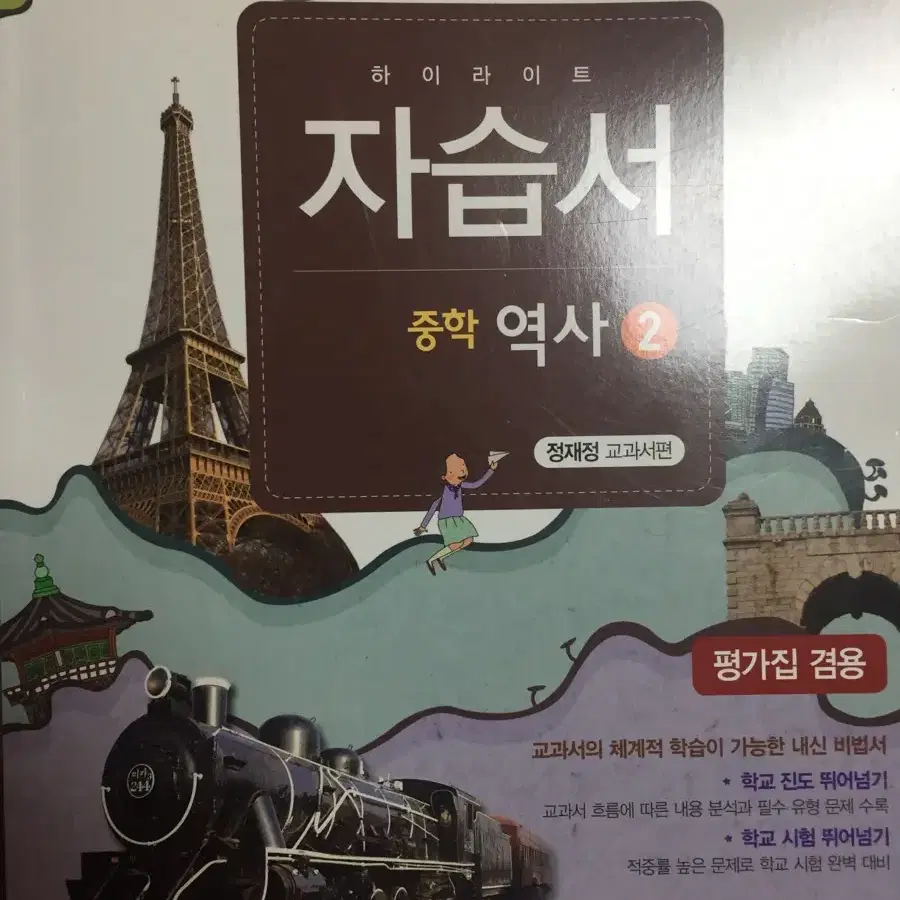 하이라이트
자습서
중학 역사 2
정재정 교과서편
평가집 겸용
교과서의 체계적 학습이 가능한 내신 비법서
* 학교 진도 뛰어넘기
교과서 흐름에 따른 내용 분석과 필수 유형 문제 수록
* 학교 시험 뛰어넘기
적중률 높은 문제로 학교 시험 완벽 대비
244